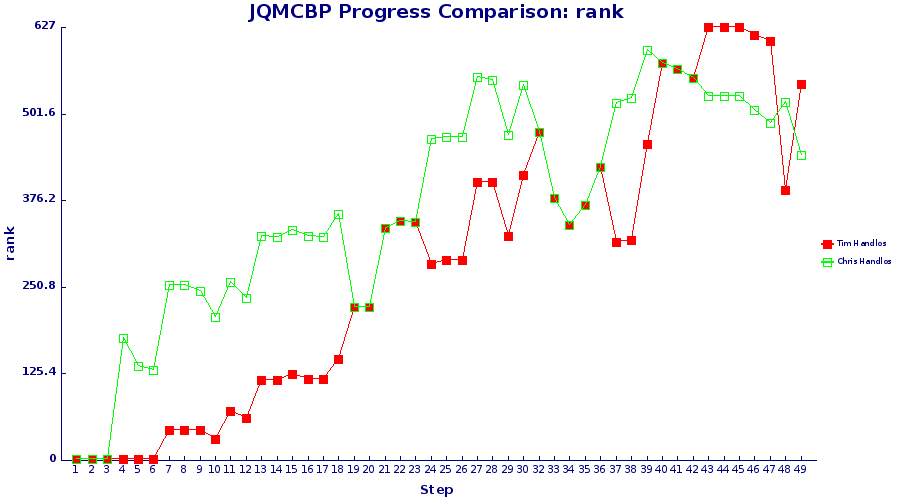 JQMCBP Progress Comparison: rank
627
501.6
376.2
250.8
125.4
0
rank
1 2 3 4 5 6 7 8 9 10 11 12 13 14 15 16 17 18 19 20 21 22 23 24 25 26 27 28 29 30 32 33 34 35 36 37 38 39 40 41 42 43 44 45 46 47 48 49
Step
Tim Handlos
Chris Handlos